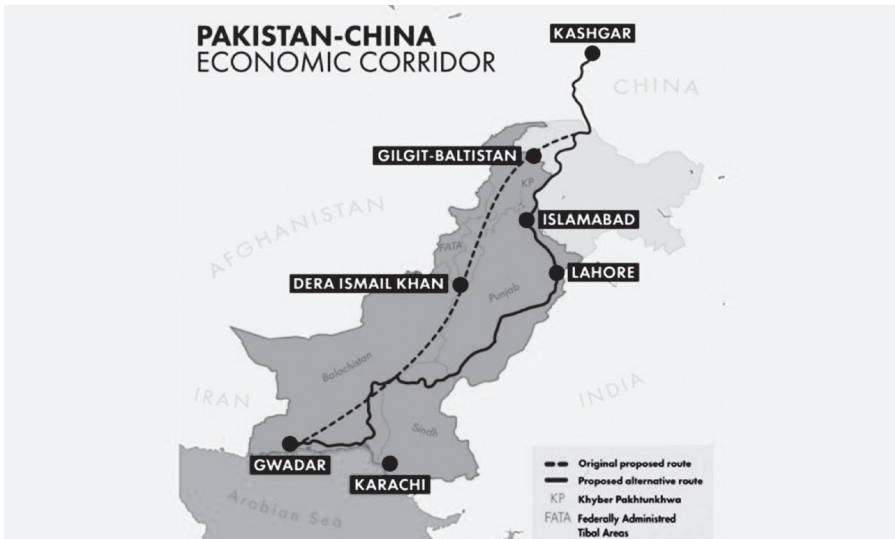 PAKISTAN-CHINA
ECONOMIC CORRIDOR
KASHGAR
CHINA
GILGIT-BALTISTAN
KP
AFGHANISTAN
ISLAMABAD
FATA
LAHORE
DERA ISMAIL KHAN
Punjab
Balochistan
IRAN
INDIA
Sindh
GWADAR
KARACHI
Arabian Sea
Original proposed route
Proposed alternative route
KP Khyber Pakhtunkhwa
FATA Federally Administred
Tibal Areas